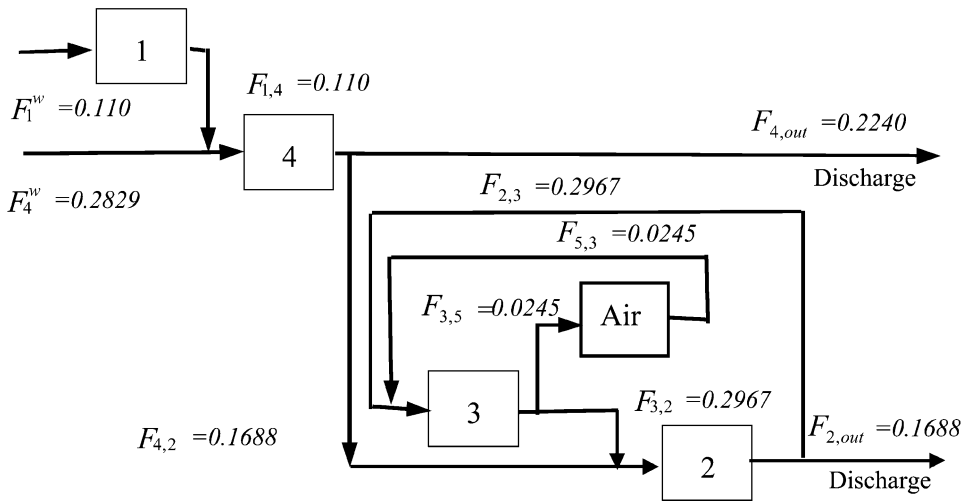 1
F₁ʷ =0.110
F₁,₄ =0.110
4
F₄,out =0.2240
Discharge
F₄ʷ =0.2829
F₂,₃ =0.2967
F₅,₃ =0.0245
F₃,₅ =0.0245
Air
3
F₃,₂ =0.2967
F₄,₂ =0.1688
2
F₂,out =0.1688
Discharge